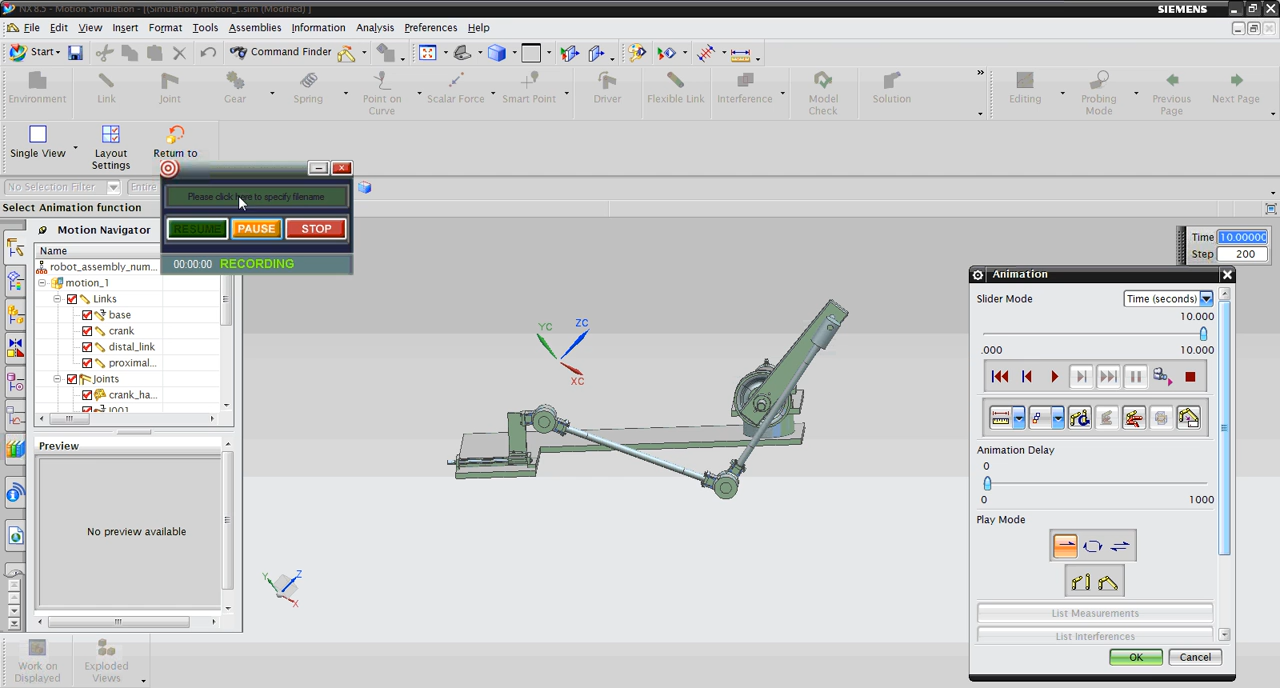 NX 8.5 - Motion Simulation - [(Simulation) motion_1.sim (Modified) ]
SIEMENS
File Edit View Insert Format Tools Assemblies Information Analysis Preferences Help
Start
Command Finder
Environment Link Joint Gear Spring Point on Curve Scalar Force Smart Point Driver Flexible Link Interference Model Check Solution Editing Probing Mode Previous Page Next Page
Single View
Layout Settings
Return to
No Selection Filter
Entire
Select Animation function
Please click here to specify filename
RESUME PAUSE STOP
00:00:00 RECORDING
Motion Navigator
Name
robot_assembly_num...
motion_1
Links
base
crank
distal_link
proximal...
Joints
crank_ha...
J001
Preview
No preview available
Work on Displayed
Exploded Views
YC
ZC
XC
Y
Z
X
Time 10.00000
Step 200
Animation
Slider Mode
Time (seconds)
10.000
.000
10.000
Animation Delay
0
0
1000
Play Mode
List Measurements
List Interferences
OK
Cancel